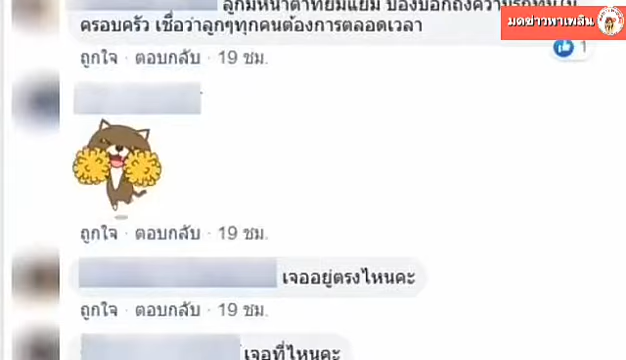 มดข่าวหาเพลิน
ครอบครัว เชื่อว่าลูกๆทุกคนต้องการตลอดเวลา
1
ถูกใจ · ตอบกลับ · 19 ชม.
ถูกใจ · ตอบกลับ · 19 ชม.
เจออยู่ตรงไหนคะ
ถูกใจ · ตอบกลับ · 19 ชม.
เจอที่ไหนคะ